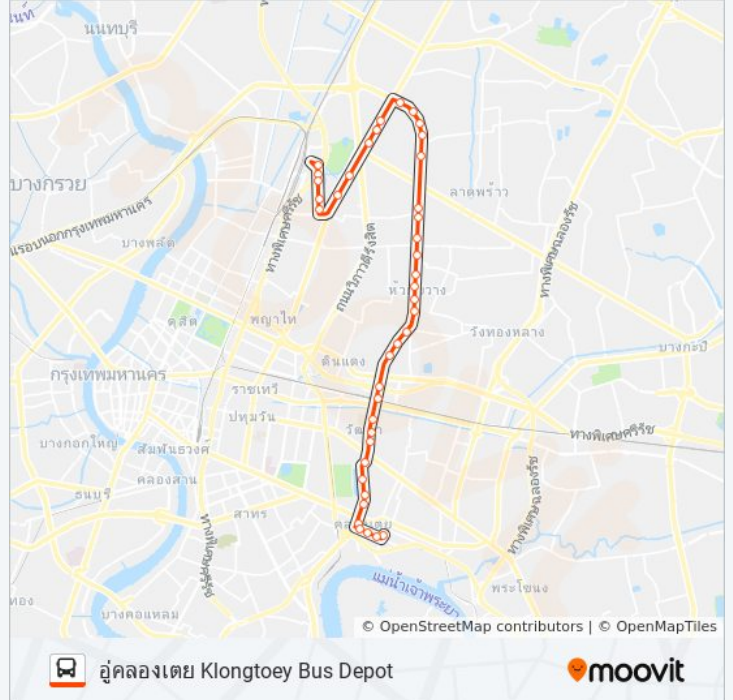 นนทบุรี
บางกรวย
ลาดพร้าว
บางพลัด
ทางพิเศษศรีรัช
ถนนวิภาวดีรังสิต
ทางพิเศษฉลองรัช
ดุสิต
พญาไท
วังทองหลาง
ดินแดง
บางกะปิ
กรุงเทพมหานคร
ราชเทวี
ปทุมวัน
บางกอกใหญ่
สัมพันธวงศ์
ทางพิเศษศรีรัช
คลองสาน
ธนบุรี
สาทร
ทางพิเศษฉลองรัช
แม่น้ำเจ้าพระยา
พระโขนง
บางคอแหลม
© OpenStreetMap contributors | © OpenMapTiles
อู่คลองเตย Klongtoey Bus Depot
moovit